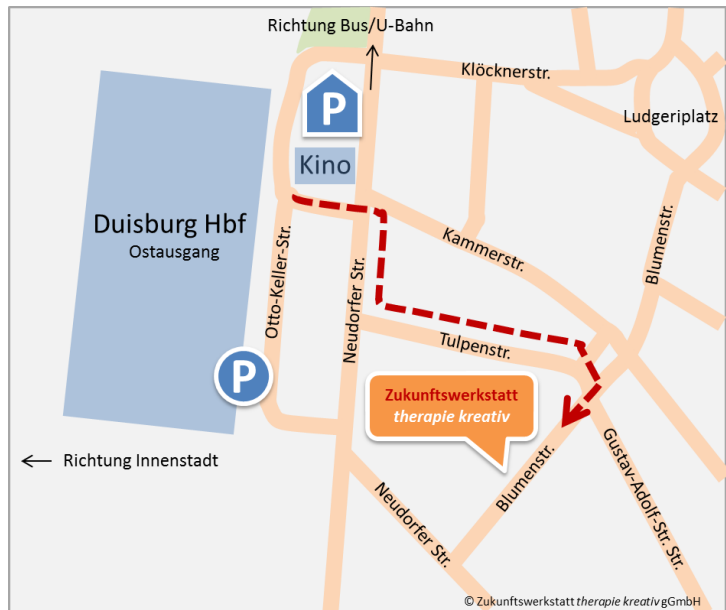 Richtung Bus/U-Bahn
Klöcknerstr.
P
Ludgeriplatz
Kino
Duisburg Hbf
Ostausgang
Otto-Keller-Str.
Neudorfer Str.
Kammerstr.
Blumenstr.
Tulpenstr.
P
Zukunftswerkstatt
therapie kreativ
Richtung Innenstadt
Neudorfer Str.
Blumenstr.
Gustav-Adolf-Str. Str.
© Zukunftswerkstatt therapie kreativ gGmbH